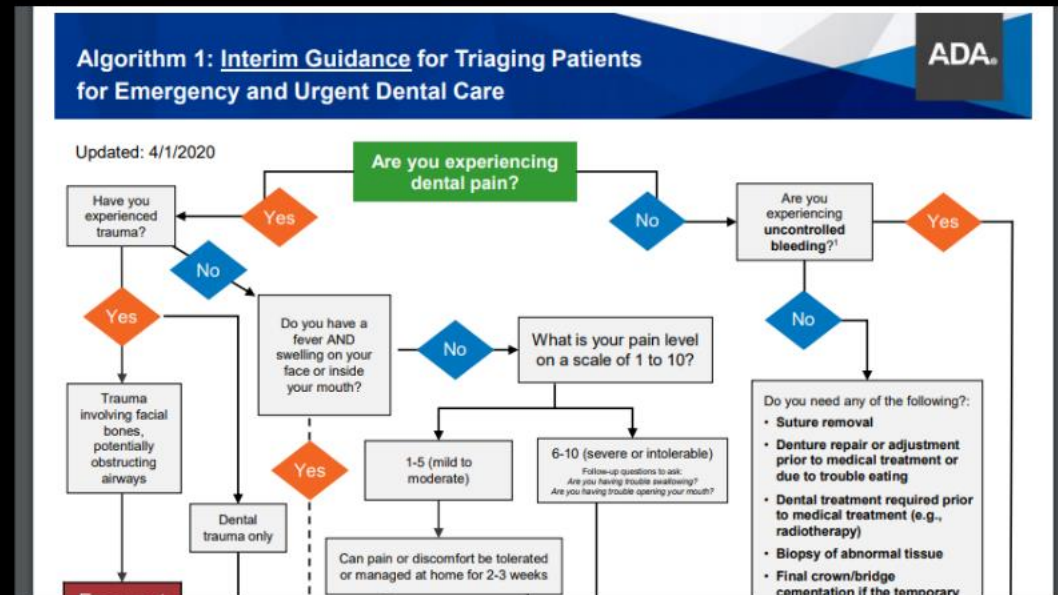 Algorithm 1: Interim Guidance for Triaging Patients
for Emergency and Urgent Dental Care
ADA.
Updated: 4/1/2020
Are you experiencing
dental pain?
Have you
experienced
trauma?
Yes
No
Are you
experiencing
uncontrolled
bleeding?¹
Yes
No
Yes
Do you have a
fever AND
swelling on your
face or inside
your mouth?
No
What is your pain level
on a scale of 1 to 10?
No
Trauma
involving facial
bones,
potentially
obstructing
airways
Yes
1-5 (mild to
moderate)
6-10 (severe or intolerable)
Follow-up questions to ask:
Are you having trouble swallowing?
Are you having trouble opening your mouth?
Do you need any of the following?:
• Suture removal
• Denture repair or adjustment
prior to medical treatment or
due to trouble eating
• Dental treatment required prior
to medical treatment (e.g.,
radiotherapy)
• Biopsy of abnormal tissue
• Final crown/bridge
cementation if the temporary
Dental
trauma only
Can pain or discomfort be tolerated
or managed at home for 2-3 weeks